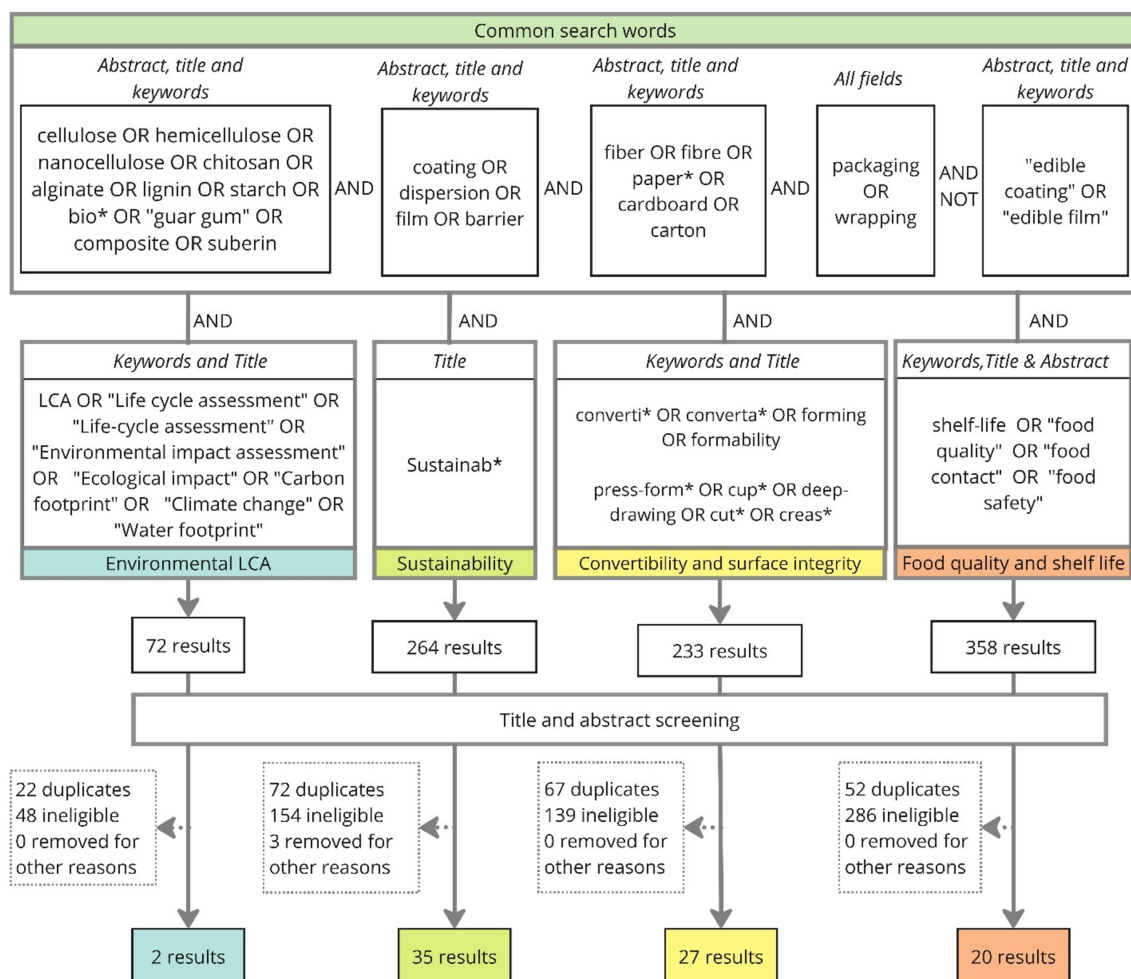 Common search words
Abstract, title and
keywords
cellulose OR hemicellulose OR
nanocellulose OR chitosan OR
alginate OR lignin OR starch OR
bio* OR "guar gum" OR
composite OR suberin
AND
Abstract, title and
keywords
coating OR
dispersion OR
film OR barrier
AND
Abstract, title and
keywords
fiber OR fibre OR
paper* OR
cardboard OR
carton
AND
All fields
packaging
OR
wrapping
AND
NOT
Abstract, title and
keywords
"edible
coating" OR
"edible film"
AND
AND
AND
AND
Keywords and Title
LCA OR "Life cycle assessment" OR
"Life-cycle assessment" OR
"Environmental impact assessment"
OR "Ecological impact" OR "Carbon
footprint" OR "Climate change" OR
"Water footprint"
Environmental LCA
Title
Sustainab*
Sustainability
Keywords and Title
converti* OR converta* OR forming
OR formability
press-form* OR cup* OR deep-
drawing OR cut* OR creas*
Convertibility and surface integrity
Keywords,Title & Abstract
shelf-life OR "food
quality" OR "food
contact" OR "food
safety"
Food quality and shelf life
72 results
264 results
233 results
358 results
Title and abstract screening
22 duplicates
48 ineligible
0 removed for
other reasons
72 duplicates
154 ineligible
3 removed for
other reasons
67 duplicates
139 ineligible
0 removed for
other reasons
52 duplicates
286 ineligible
0 removed for
other reasons
2 results
35 results
27 results
20 results